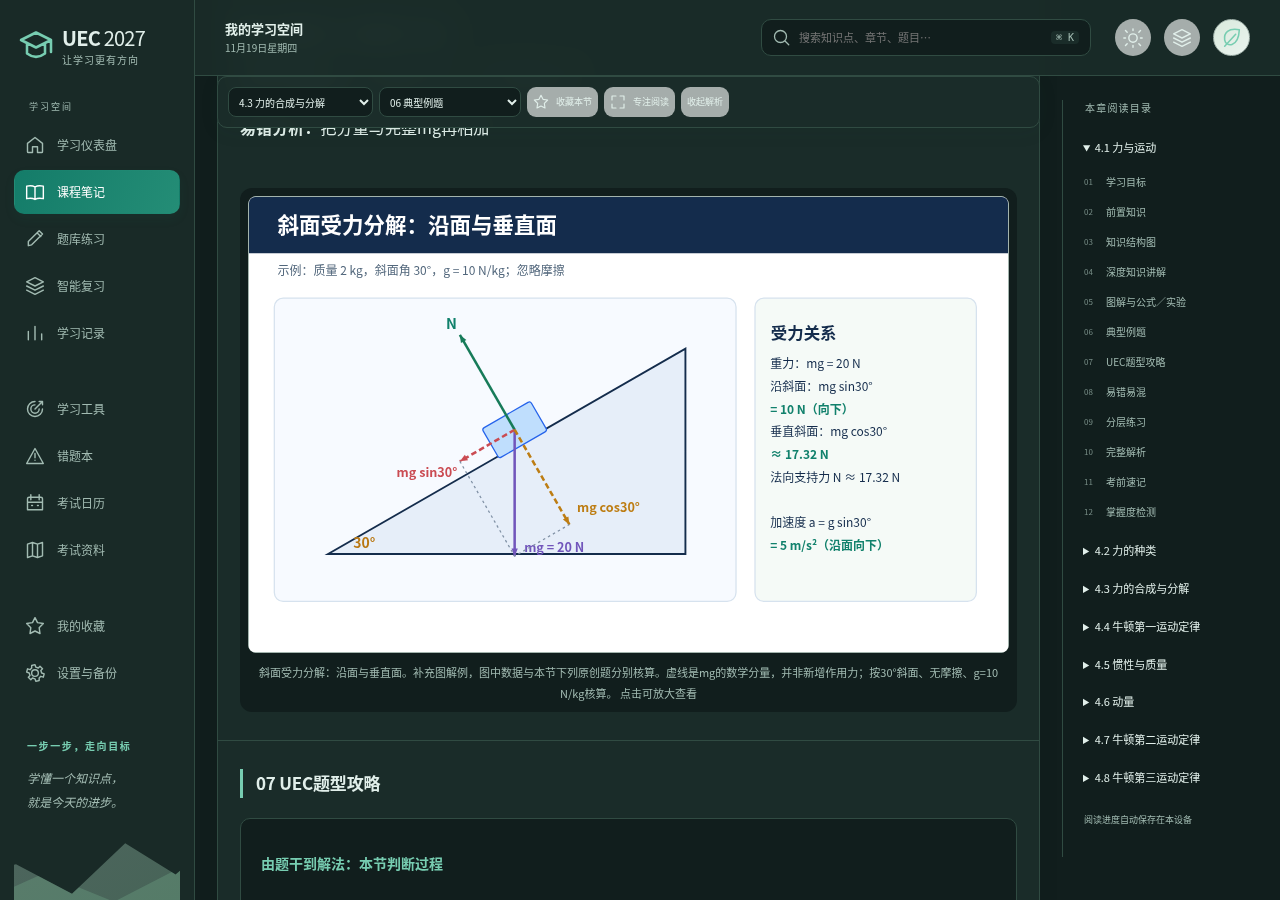 UEC 2027
让学习更有方向
学习空间
学习仪表盘
课程笔记
题库练习
智能复习
学习记录
学习工具
错题本
考试日历
考试资料
我的收藏
设置与备份
一步一步，走向目标
学懂一个知识点，
就是今天的进步。
我的学习空间
11月19日星期四
搜索知识点、章节、题目…
⌘ K
4.3 力的合成与分解
06 典型例题
收藏本节
专注阅读
收起解析
易错分析：把分量与完整mg再相加
斜面受力分解：沿面与垂直面
示例：质量 2 kg，斜面角 30°，g = 10 N/kg；忽略摩擦
N
mg sin30°
mg cos30°
30°
mg = 20 N
受力关系
重力：mg = 20 N
沿斜面：mg sin30°
= 10 N（向下）
垂直斜面：mg cos30°
≈ 17.32 N
法向支持力 N ≈ 17.32 N
加速度 a = g sin30°
= 5 m/s²（沿面向下）
斜面受力分解：沿面与垂直面。补充图解例，图中数据与本节下列原创题分别核算。虚线是mg的数学分量，并非新增作用力；按30°斜面、无摩擦、g=10
N/kg核算。 点击可放大查看
07 UEC题型攻略
由题干到解法：本节判断过程
本章阅读目录
▼ 4.1 力与运动
01 学习目标
02 前置知识
03 知识结构图
04 深度知识讲解
05 图解与公式／实验
06 典型例题
07 UEC题型攻略
08 易错易混
09 分层练习
10 完整解析
11 考前速记
12 掌握度检测
▶ 4.2 力的种类
▶ 4.3 力的合成与分解
▶ 4.4 牛顿第一运动定律
▶ 4.5 惯性与质量
▶ 4.6 动量
▶ 4.7 牛顿第二运动定律
▶ 4.8 牛顿第三运动定律
阅读进度自动保存在本设备